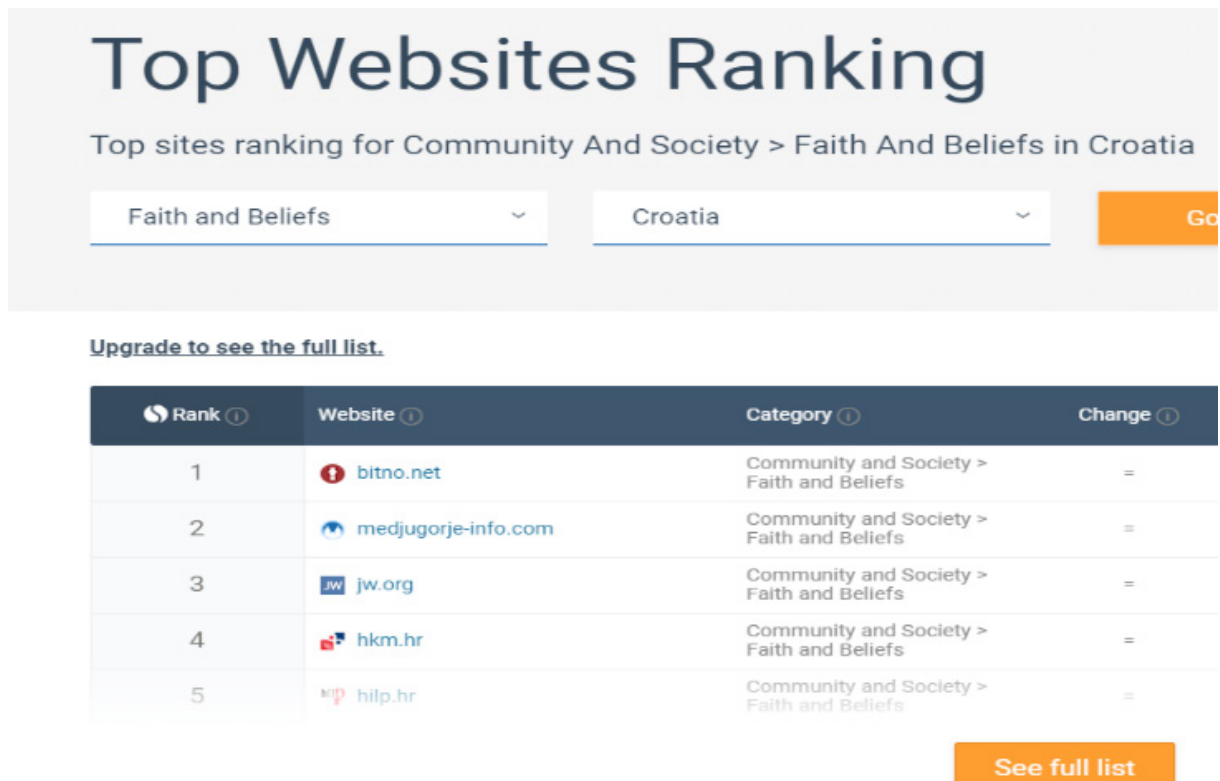 Top Websites Ranking
Top sites ranking for Community And Society > Faith And Beliefs in Croatia
Faith and Beliefs Croatia Go
Upgrade to see the full list.
Rank Website Category Change
1 bitno.net Community and Society > Faith and Beliefs =
2 medjugorje-info.com Community and Society > Faith and Beliefs =
3 JW jw.org Community and Society > Faith and Beliefs =
4 hkm.hr Community and Society > Faith and Beliefs =
5 hilp.hr Community and Society > Faith and Beliefs =
See full list